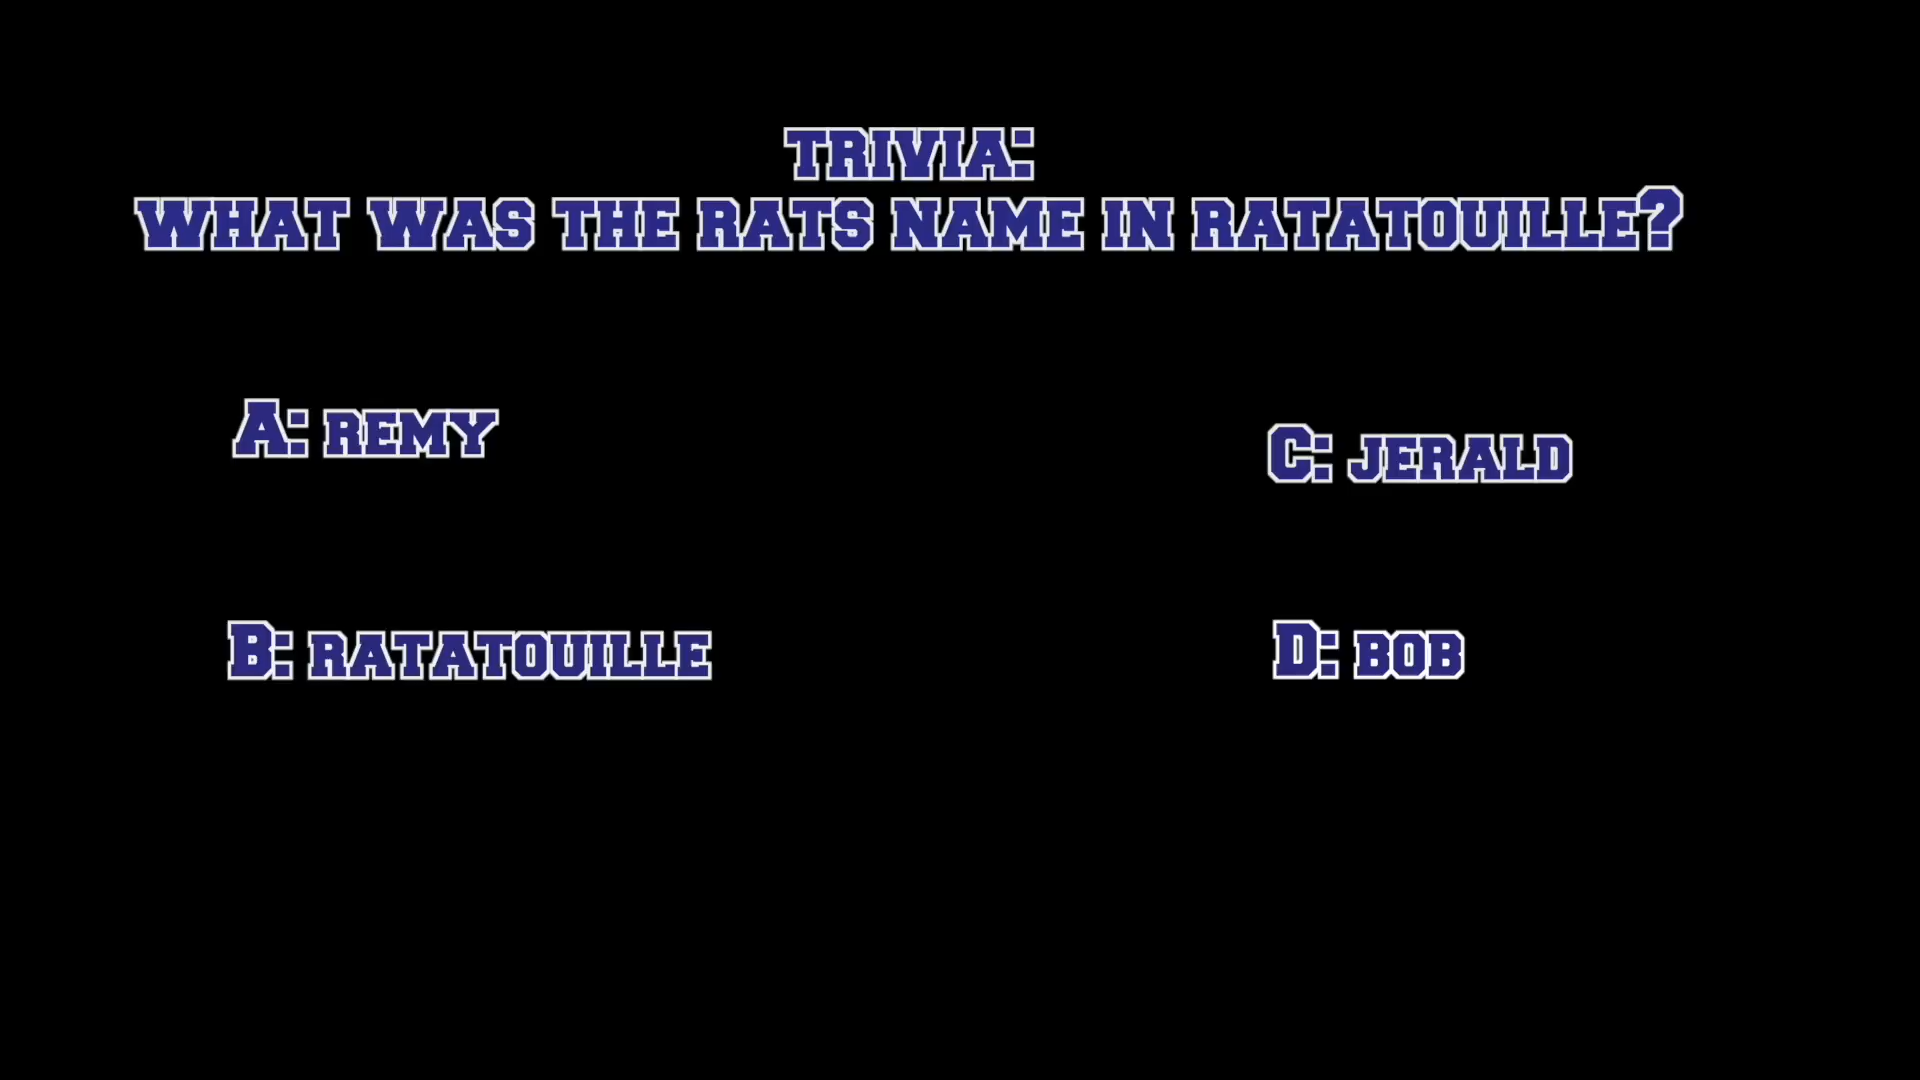 TRIVIA:
WHAT WAS THE RATS NAME IN RATATOUILLE?
A: REMY
C: JERALD
B: RATATOUILLE
D: BOB